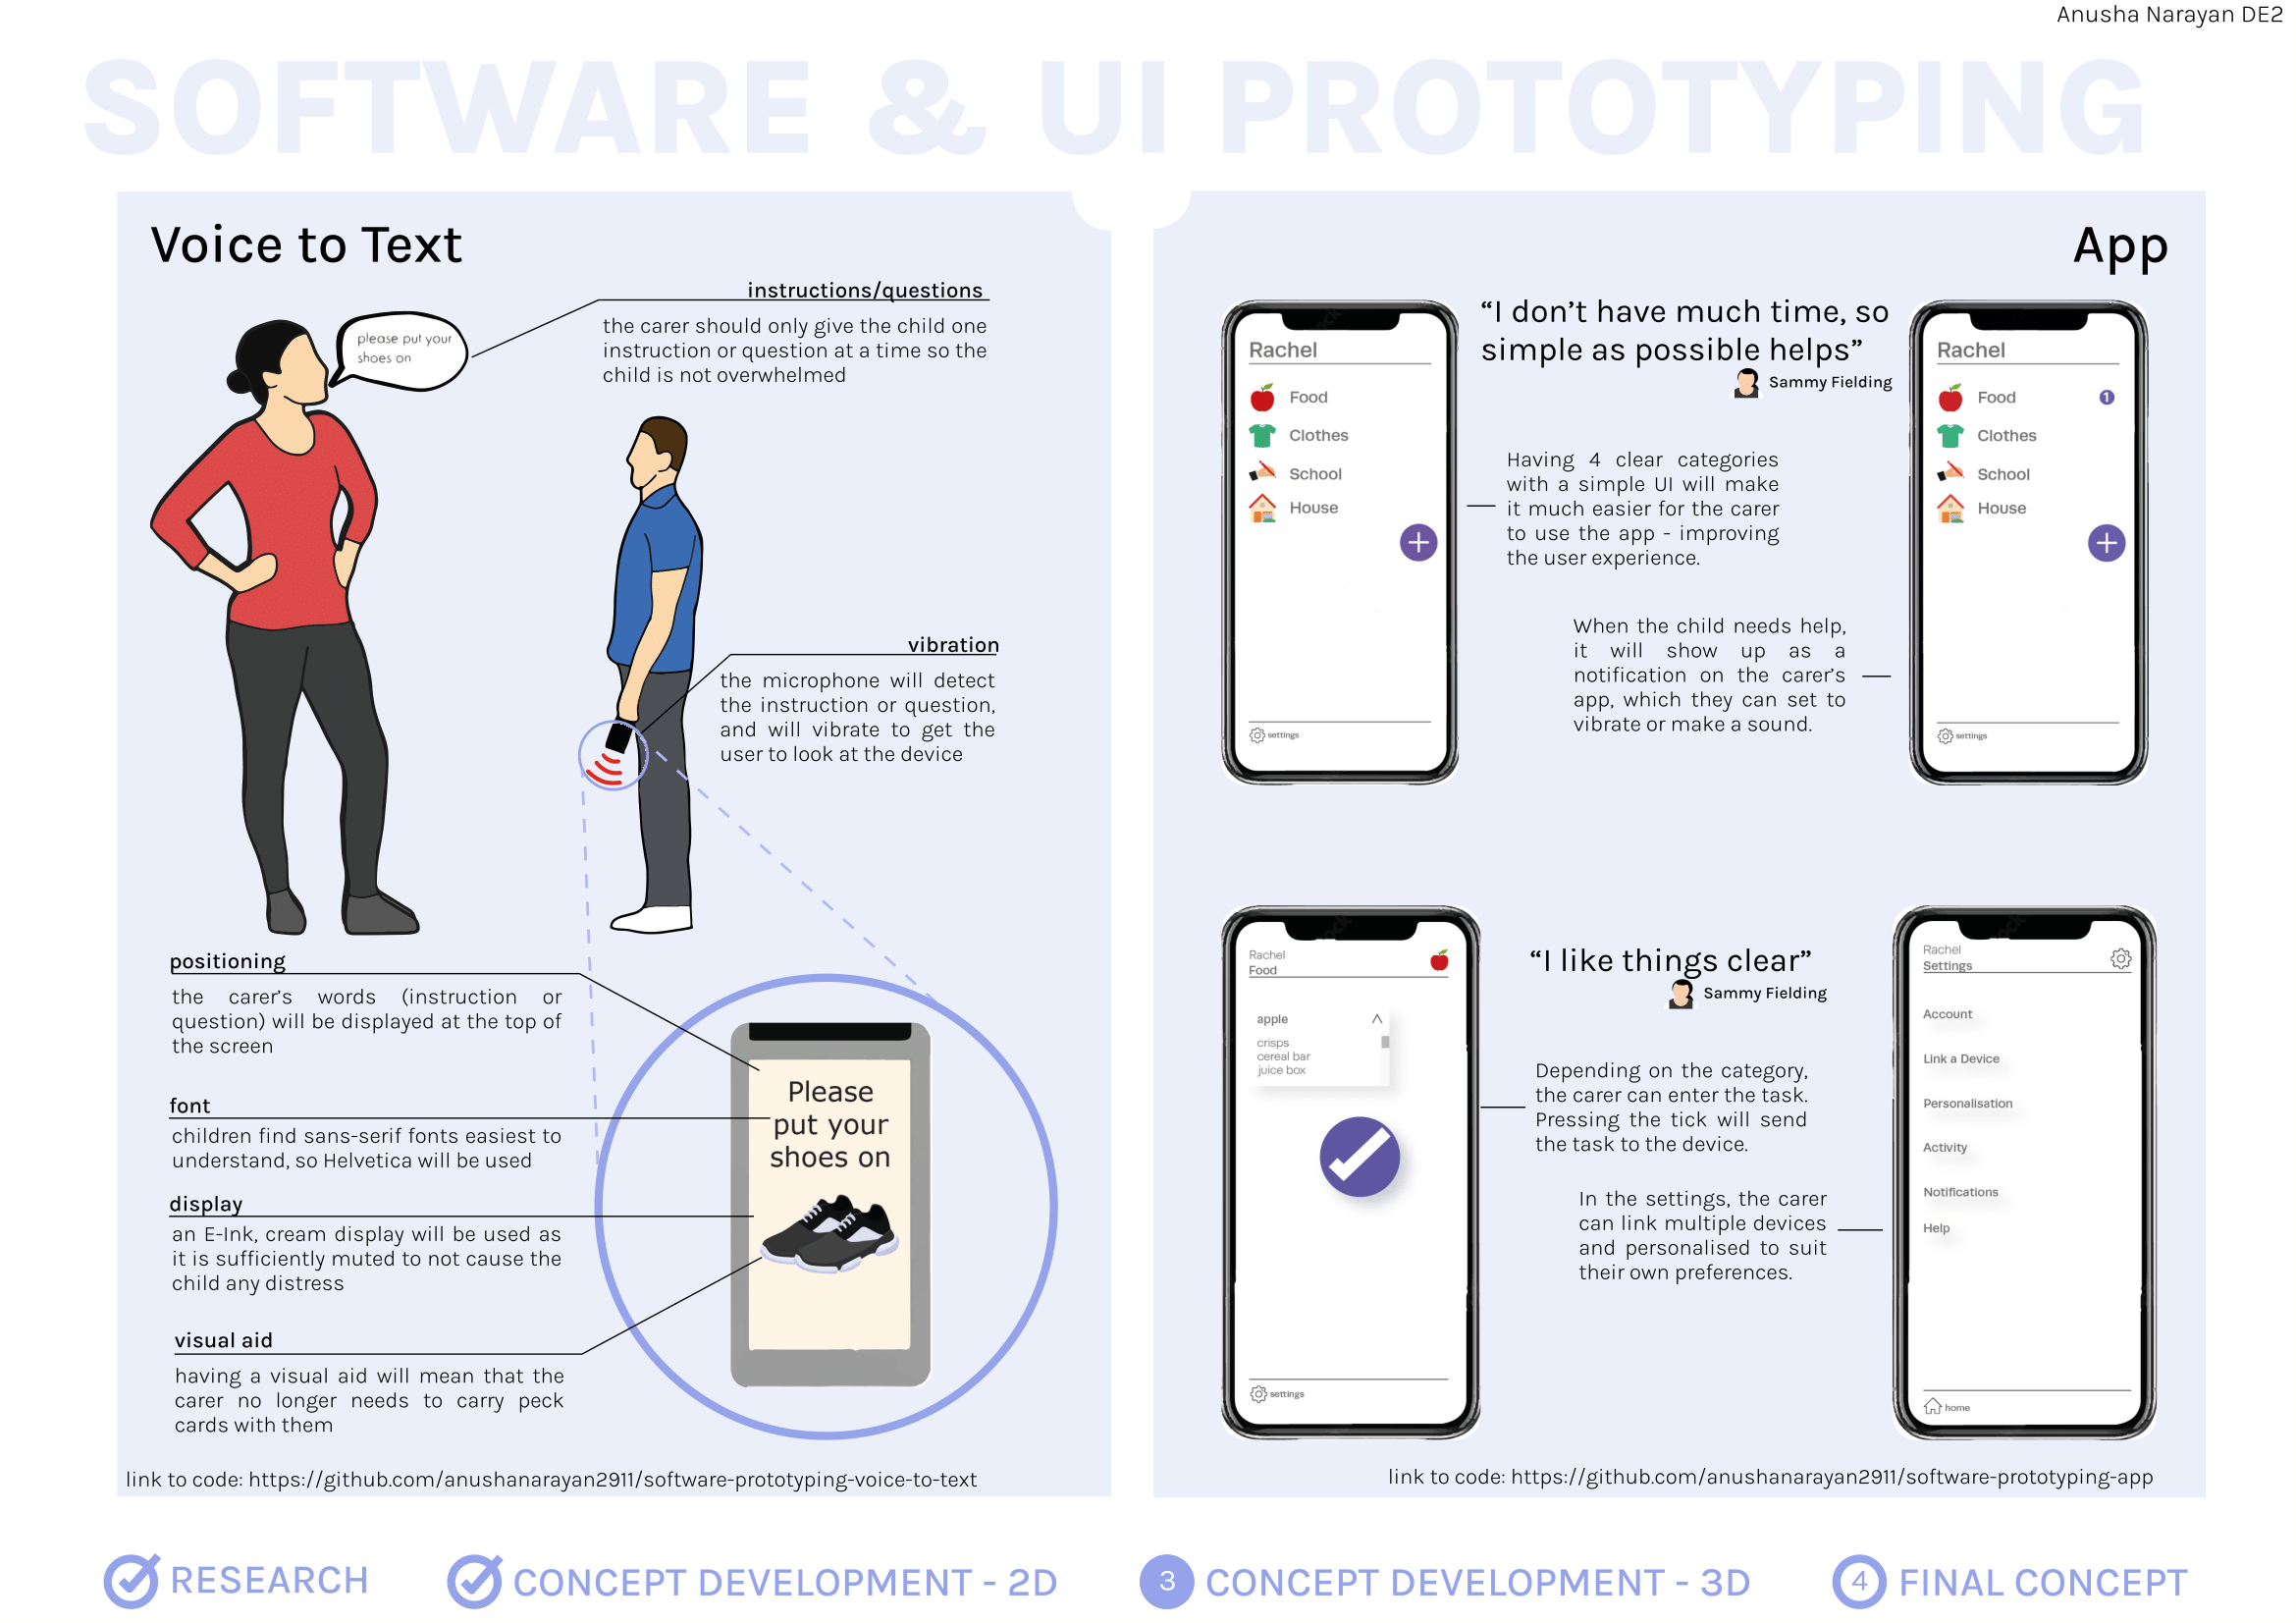 Anusha Narayan DE2
SOFTWARE & UI PROTOTYPING
Voice to Text
please put your
shoes on
instructions/questions
the carer should only give the child one
instruction or question at a time so the
child is not overwhelmed
vibration
the microphone will detect
the instruction or question,
and will vibrate to get the
user to look at the device
positioning
the carer's words (instruction or
question) will be displayed at the top of
the screen
font
children find sans-serif fonts easiest to
understand, so Helvetica will be used
display
an E-Ink, cream display will be used as
it is sufficiently muted to not cause the
child any distress
visual aid
having a visual aid will mean that the
carer no longer needs to carry peck
cards with them
Please
put your
shoes on
link to code: https://github.com/anushanarayan2911/software-prototyping-voice-to-text
App
Rachel
Food
Clothes
School
House
settings
“I don't have much time, so
simple as possible helps”
Sammy Fielding
Having 4 clear categories
with a simple UI will make
it much easier for the carer
to use the app - improving
the user experience.
When the child needs help,
it will show up as a
notification on the carer's
app, which they can set to
vibrate or make a sound.
Rachel
Food 1
Clothes
School
House
settings
Rachel
Food
apple
crisps
cereal bar
juice box
settings
“I like things clear”
Sammy Fielding
Depending on the category,
the carer can enter the task.
Pressing the tick will send
the task to the device.
In the settings, the carer
can link multiple devices
and personalised to suit
their own preferences.
Rachel
Settings
Account
Link a Device
Personalisation
Activity
Notifications
Help
home
link to code: https://github.com/anushanarayan2911/software-prototyping-app
RESEARCH
CONCEPT DEVELOPMENT - 2D
3 CONCEPT DEVELOPMENT - 3D
4 FINAL CONCEPT